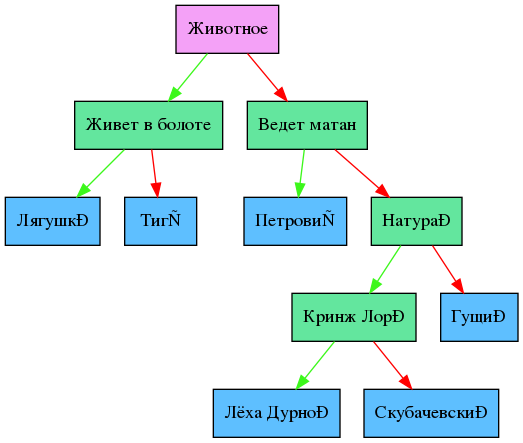 Животное
Живет в болоте
Ведет матан
ЛягушкÐ
ТигÑ
ПетровиÑ
НатураÐ
Кринж ЛорÐ
ГущиÐ
Лёха ДурноÐ
СкубачевскиÐ